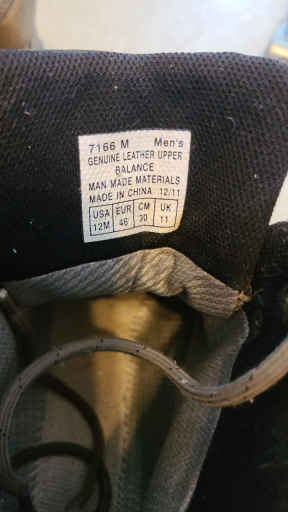 7166 M Men's
GENUINE LEATHER UPPER
BALANCE
MAN MADE MATERIALS
MADE IN CHINA 12/11
USA EUR CM UK
12M 46 30 11